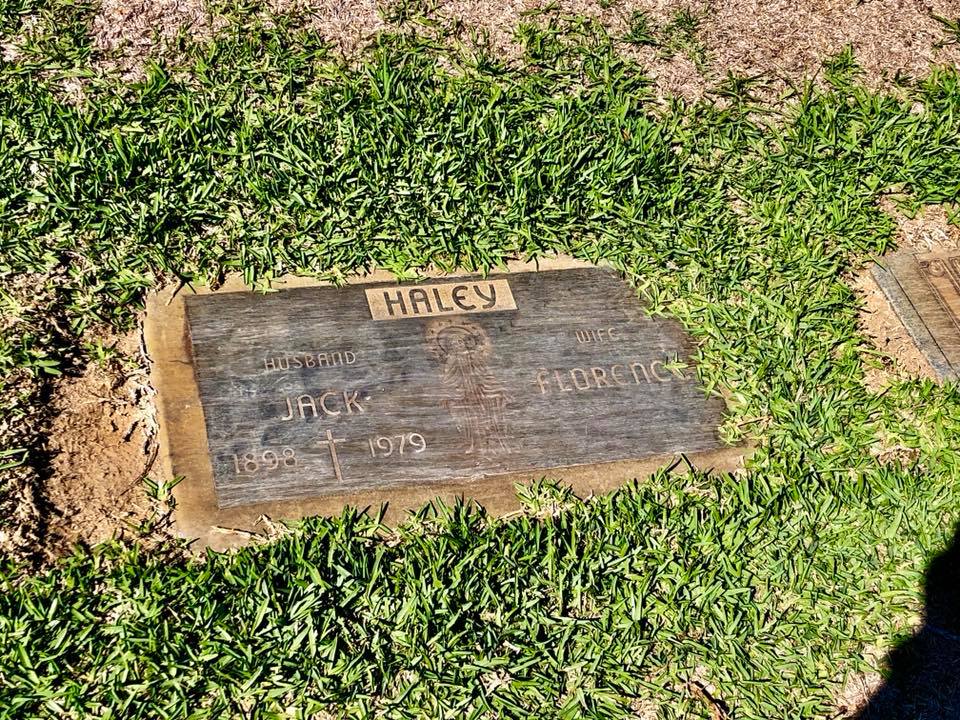 HALEY
HUSBAND
WIFE
JACK
FLORENCE
1898 1979